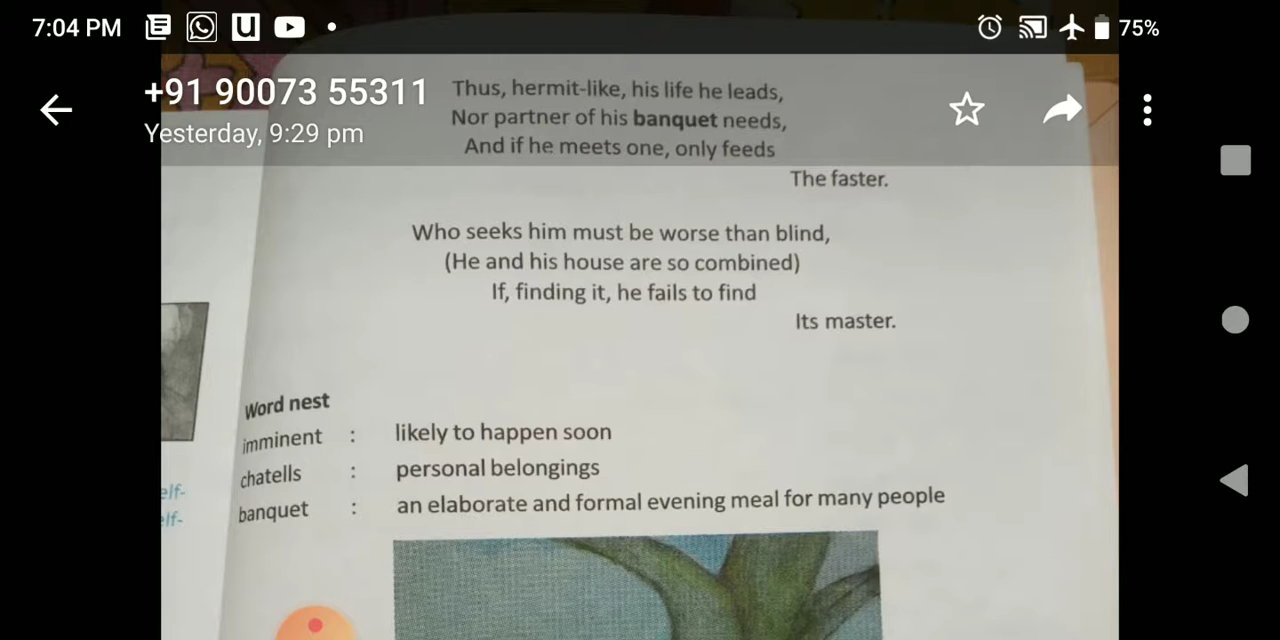 7:04 PM
75%
+91 90073 55311
Yesterday, 9:29 pm
Thus, hermit-like, his life he leads,
Nor partner of his banquet needs,
And if he meets one, only feeds
The faster.
Who seeks him must be worse than blind,
(He and his house are so combined)
If, finding it, he fails to find
Its master.
Word nest
imminent : likely to happen soon
chatells : personal belongings
banquet : an elaborate and formal evening meal for many people
elf-
elf-